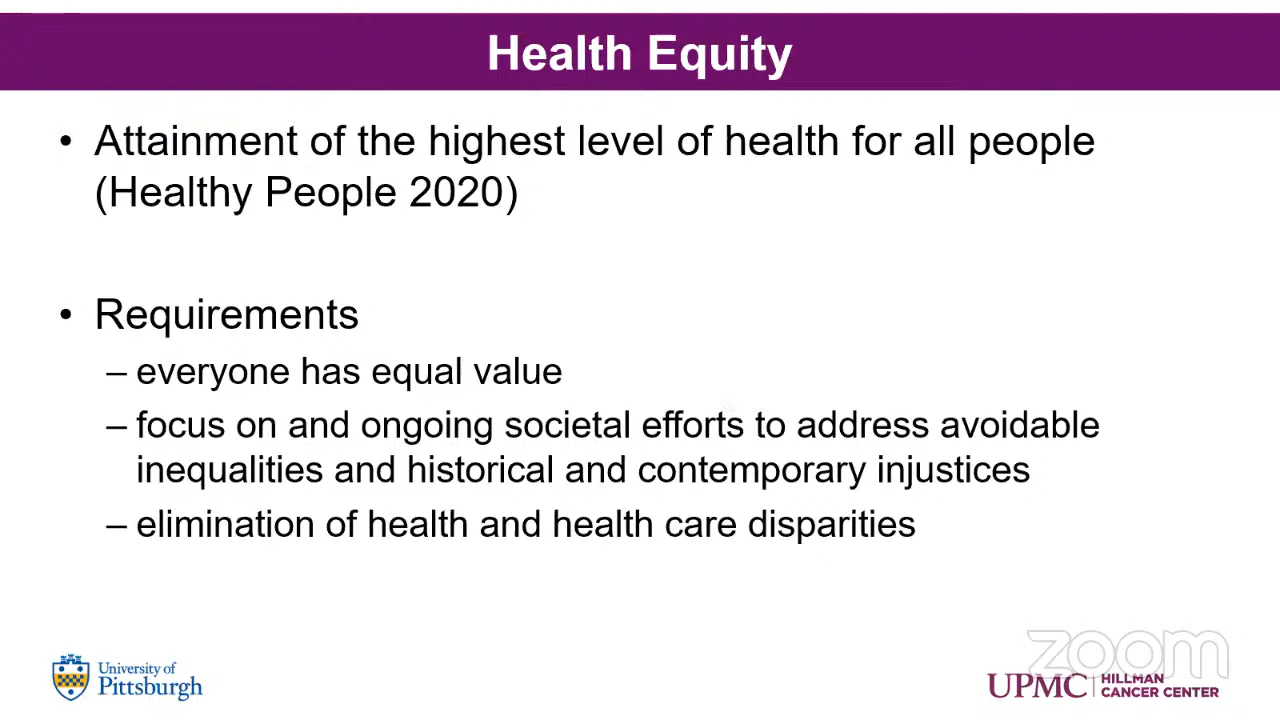 Health Equity
• Attainment of the highest level of health for all people
(Healthy People 2020)
• Requirements
– everyone has equal value
– focus on and ongoing societal efforts to address avoidable
inequalities and historical and contemporary injustices
– elimination of health and health care disparities
zoom
University of
Pittsburgh
UPMC | HILLMAN
CANCER CENTER